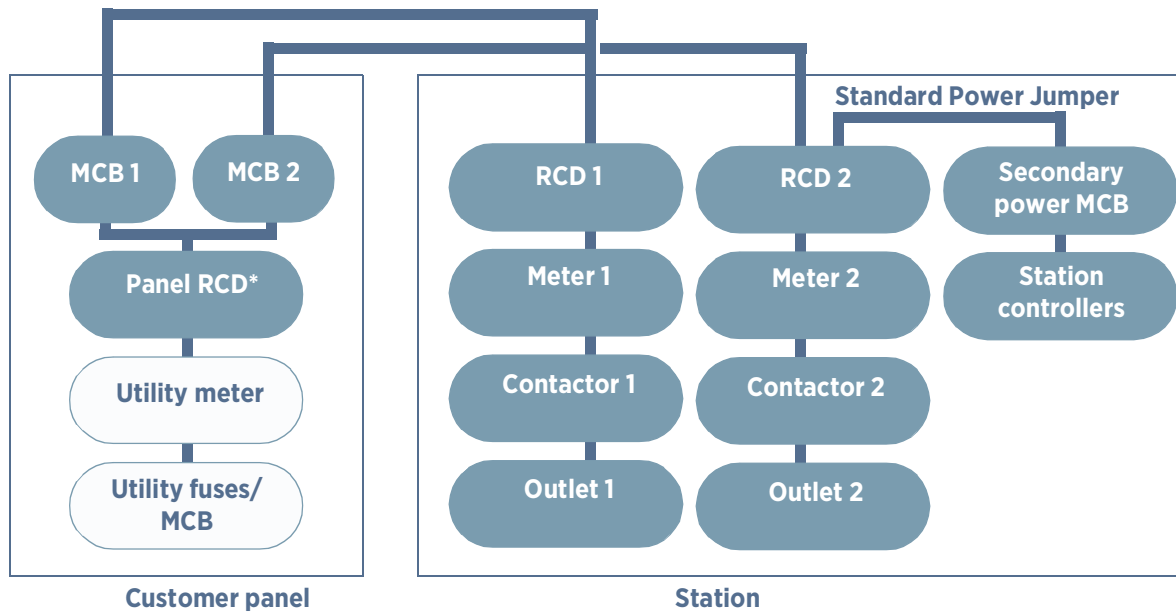 Standard Power Jumper
MCB 1
MCB 2
Panel RCD*
Utility meter
Utility fuses/
MCB
Customer panel
RCD 1
Meter 1
Contactor 1
Outlet 1
RCD 2
Meter 2
Contactor 2
Outlet 2
Secondary
power MCB
Station
controllers
Station